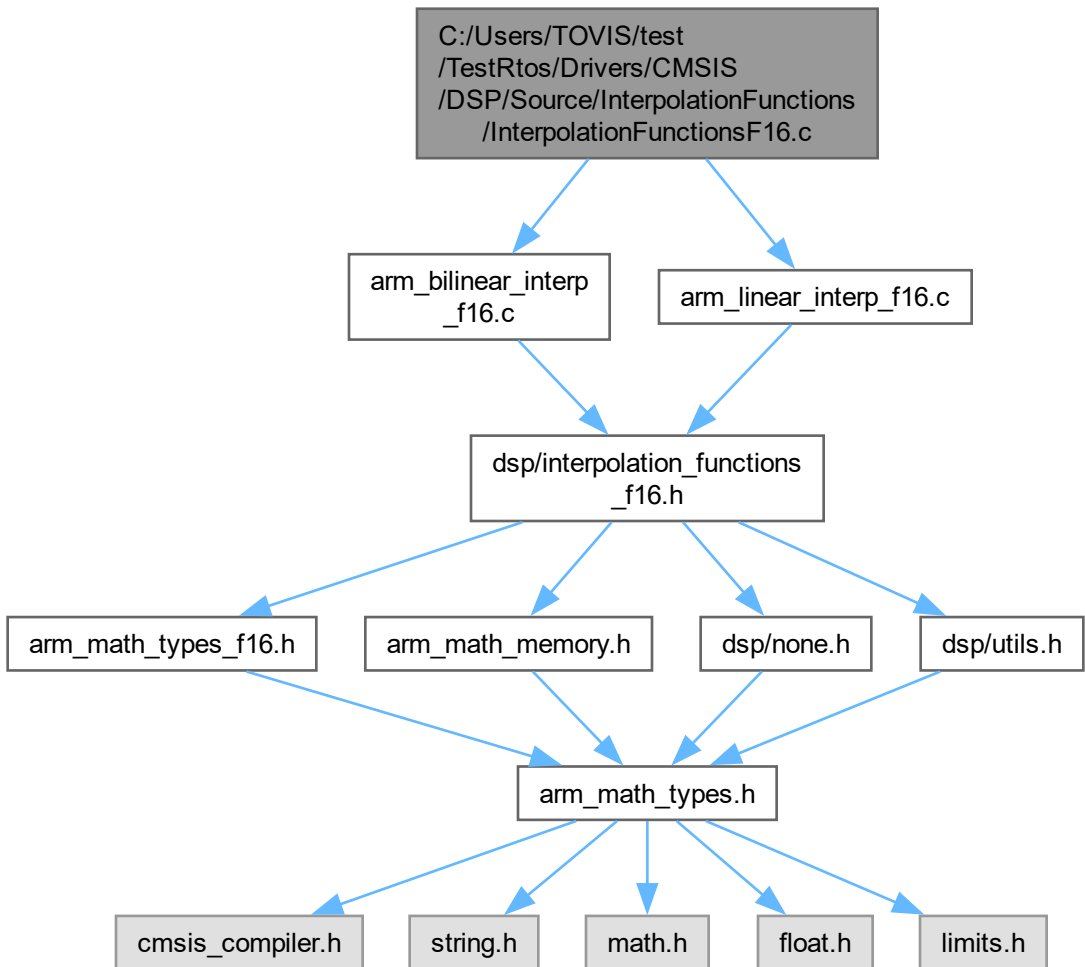 C:/Users/TOVIS/test
/TestRtos/Drivers/CMSIS
/DSP/Source/InterpolationFunctions
/InterpolationFunctionsF16.c
arm_bilinear_interp
_f16.c
arm_linear_interp_f16.c
dsp/interpolation_functions
_f16.h
arm_math_types_f16.h
arm_math_memory.h
dsp/none.h
dsp/utils.h
arm_math_types.h
cmsis_compiler.h
string.h
math.h
float.h
limits.h